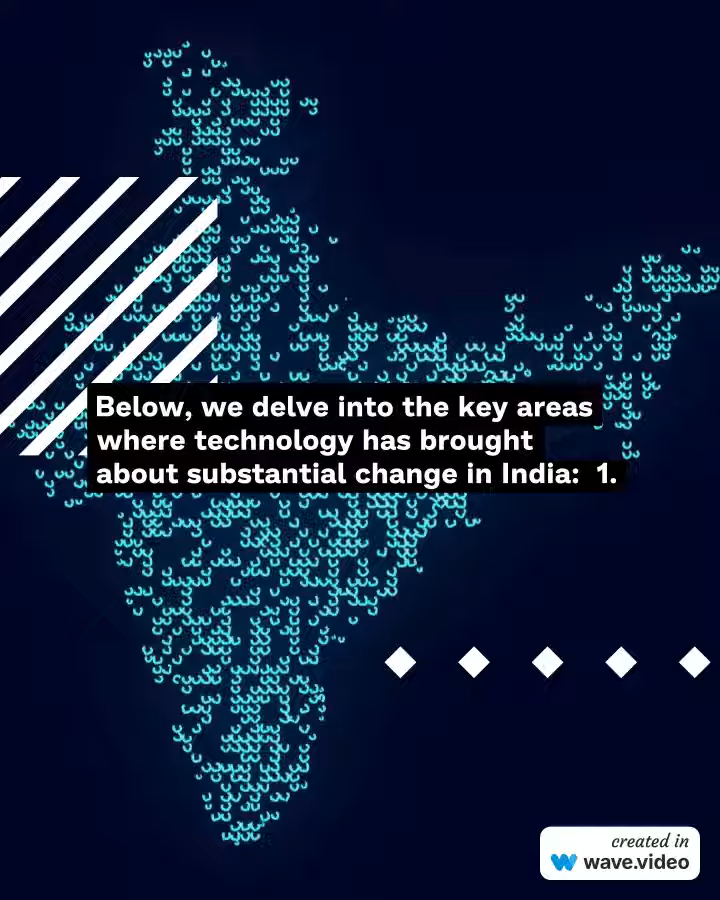 Below, we delve into the key areas
where technology has brought
about substantial change in India:  1.
created in
wave.video